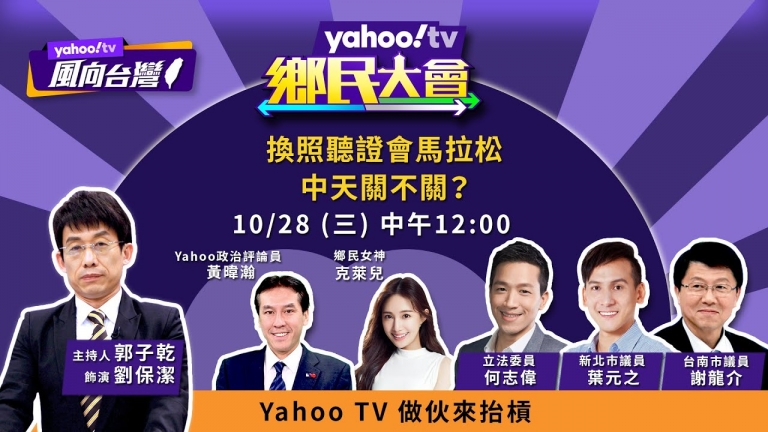 yahoo!tv
風向台灣
yahoo!tv
鄉民大會
換照聽證會馬拉松
中天關不關？
10/28 (三) 中午12:00
Yahoo政治評論員
黃暐瀚
鄉民女神
克萊兒
主持人 郭子乾
飾演 劉保潔
立法委員
何志偉
新北市議員
葉元之
台南市議員
謝龍介
Yahoo TV 做伙來抬槓